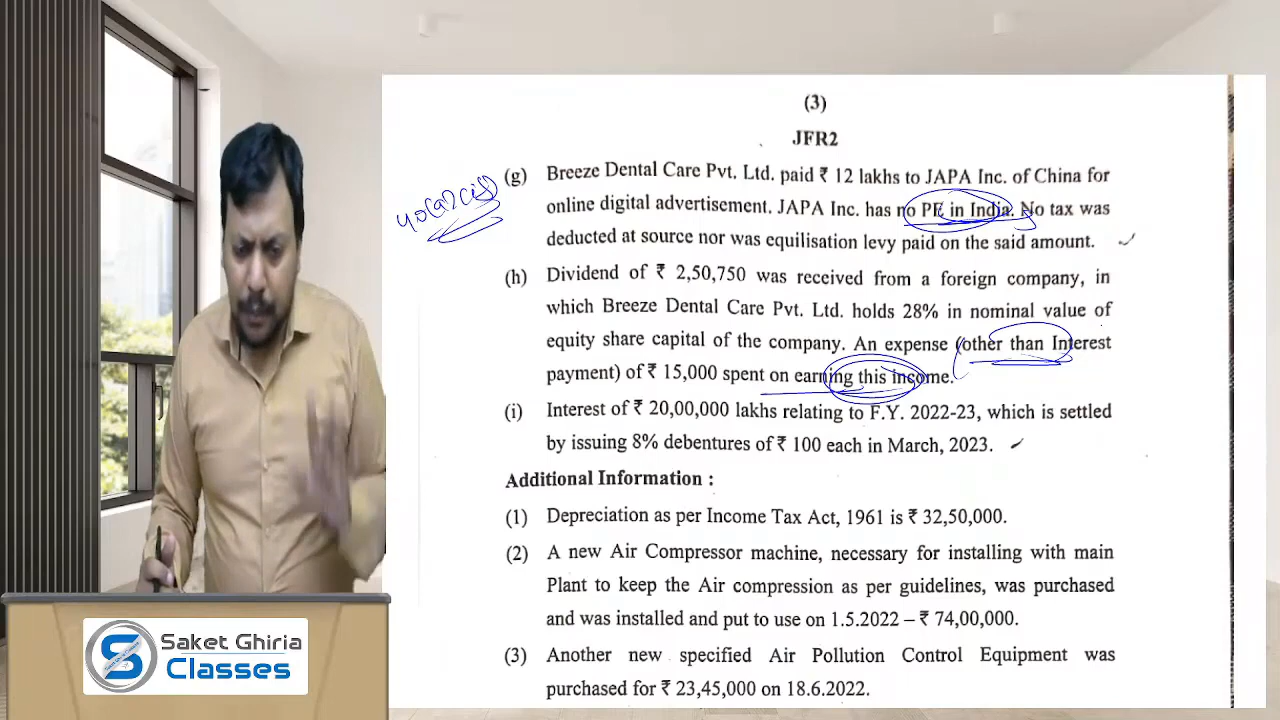 (3)
JFR2
(g) Breeze Dental Care Pvt. Ltd. paid ₹ 12 lakhs to JAPA Inc. of China for
online digital advertisement. JAPA Inc. has no PE in India. No tax was
deducted at source nor was equilisation levy paid on the said amount.
(h) Dividend of ₹ 2,50,750 was received from a foreign company, in
which Breeze Dental Care Pvt. Ltd. holds 28% in nominal value of
equity share capital of the company. An expense (other than Interest
payment) of ₹ 15,000 spent on earning this income.
(i) Interest of ₹ 20,00,000 lakhs relating to F.Y. 2022-23, which is settled
by issuing 8% debentures of ₹ 100 each in March, 2023.
Additional Information :
(1) Depreciation as per Income Tax Act, 1961 is ₹ 32,50,000.
(2) A new Air Compressor machine, necessary for installing with main
Plant to keep the Air compression as per guidelines, was purchased
and was installed and put to use on 1.5.2022 – ₹ 74,00,000.
(3) Another new specified Air Pollution Control Equipment was
purchased for ₹ 23,45,000 on 18.6.2022.
Saket Ghiria
Classes